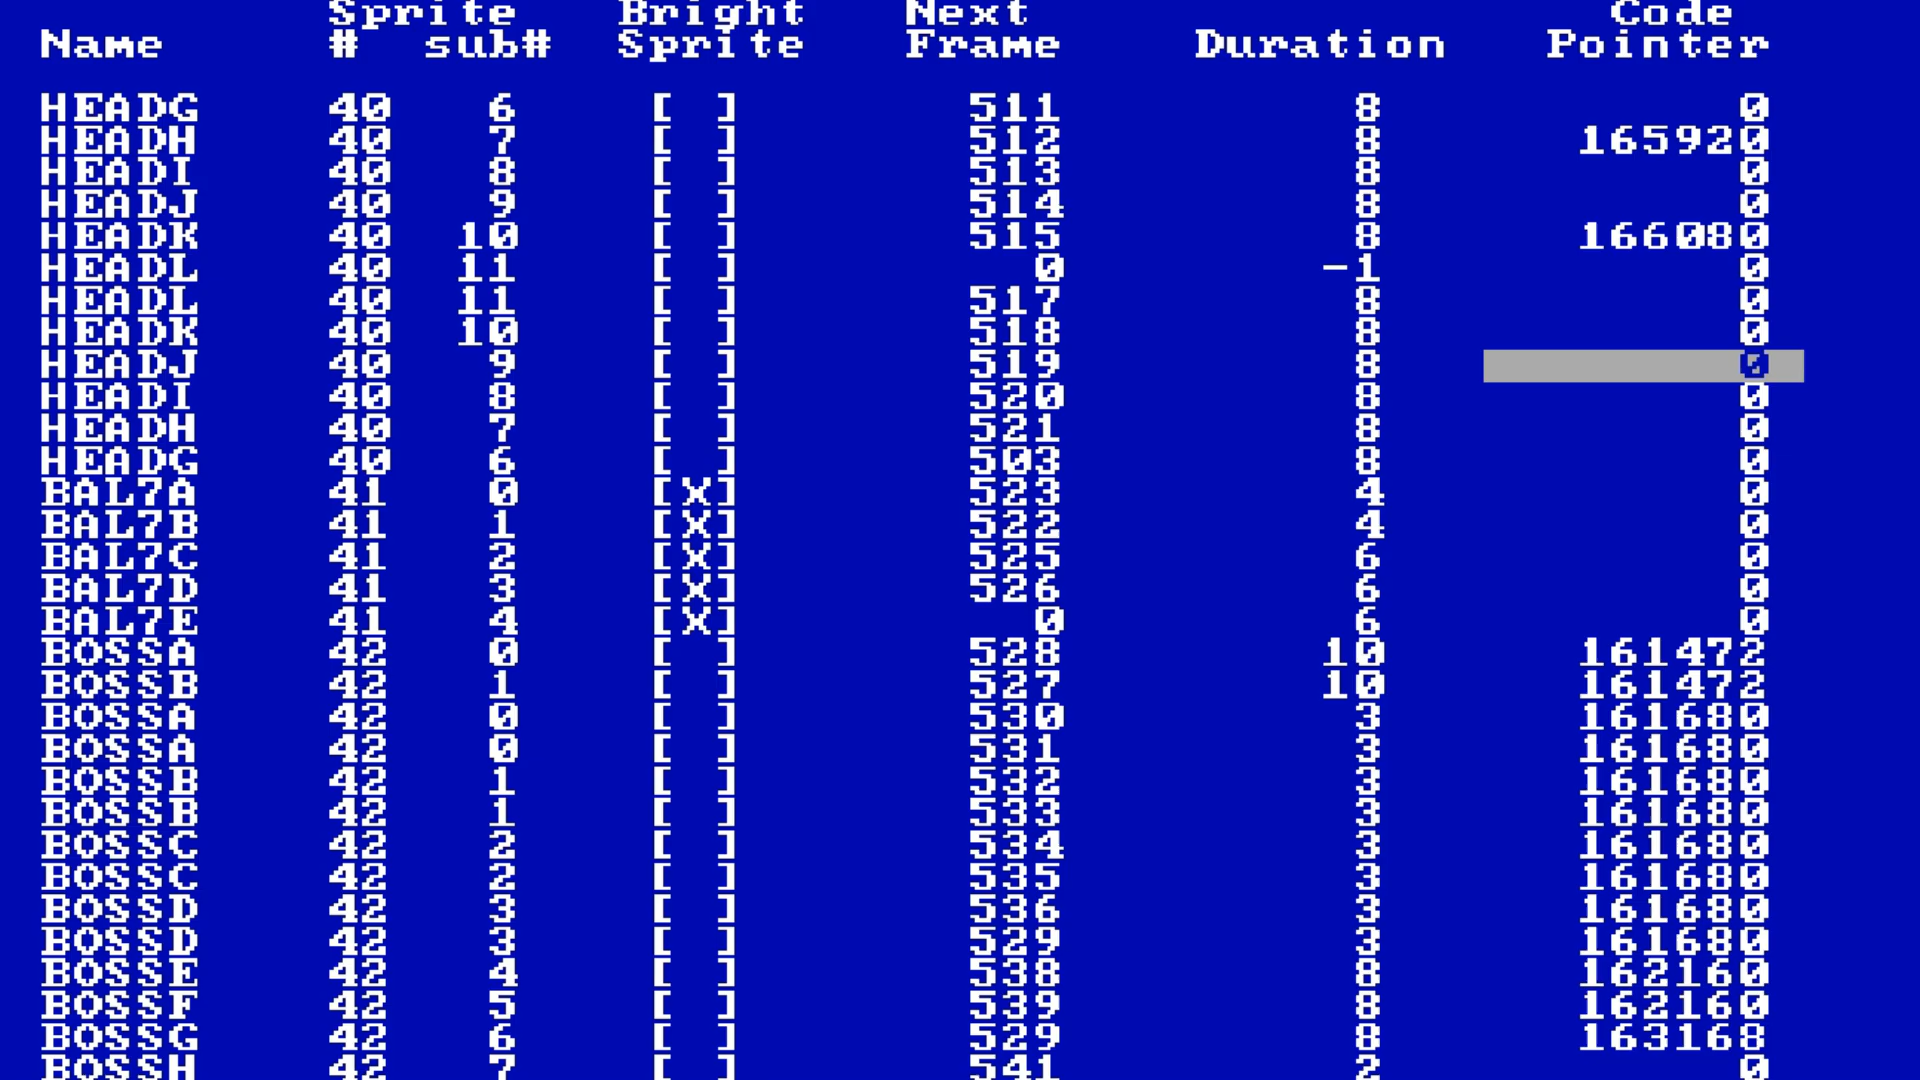 Sprite Bright Next Code
Name # sub# Sprite Frame Duration Pointer
HEADG 40 6 [ ] 511 8 0
HEADH 40 7 [ ] 512 8 165920
HEADI 40 8 [ ] 513 8 0
HEADJ 40 9 [ ] 514 8 0
HEADK 40 10 [ ] 515 8 166080
HEADL 40 11 [ ] 0 -1 0
HEADL 40 11 [ ] 517 8 0
HEADK 40 10 [ ] 518 8 0
HEADJ 40 9 [ ] 519 8 0
HEADI 40 8 [ ] 520 8 0
HEADH 40 7 [ ] 521 8 0
HEADG 40 6 [ ] 503 8 0
BAL7A 41 0 [X] 523 4 0
BAL7B 41 1 [X] 522 4 0
BAL7C 41 2 [X] 525 6 0
BAL7D 41 3 [X] 526 6 0
BAL7E 41 4 [X] 0 6 0
BOSSA 42 0 [ ] 528 10 161472
BOSSB 42 1 [ ] 527 10 161472
BOSSA 42 0 [ ] 530 3 161680
BOSSA 42 0 [ ] 531 3 161680
BOSSB 42 1 [ ] 532 3 161680
BOSSB 42 1 [ ] 533 3 161680
BOSSC 42 2 [ ] 534 3 161680
BOSSC 42 2 [ ] 535 3 161680
BOSSD 42 3 [ ] 536 3 161680
BOSSD 42 3 [ ] 529 3 161680
BOSSE 42 4 [ ] 538 8 162160
BOSSF 42 5 [ ] 539 8 162160
BOSSG 42 6 [ ] 529 8 163168
BOSSH 42 7 [ ] 541 2 0